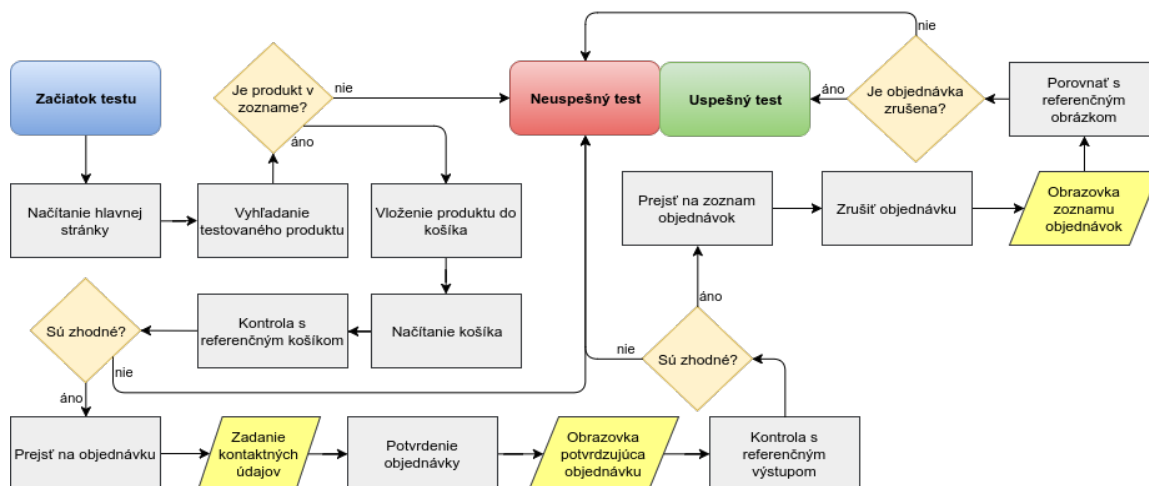 nie
Začiatok testu
Je produkt v
zozname?
nie
áno
Neuspešný test
Uspešný test
áno
Je objednávka
zrušena?
Porovnať s
referenčným
obrázkom
Načítanie hlavnej
stránky
Vyhľadanie
testovaného produktu
Vloženie produktu do
košíka
Prejsť na zoznam
objednávok
Zrušiť objednávku
Obrazovka
zoznamu
objednávok
Sú zhodné?
nie
áno
Kontrola s
referenčným košíkom
Načítanie košíka
áno
nie
Sú zhodné?
Prejsť na objednávku
Zadanie
kontaktných
údajov
Potvrdenie
objednávky
Obrazovka
potvrdzujúca
objednávku
Kontrola s
referenčným
výstupom